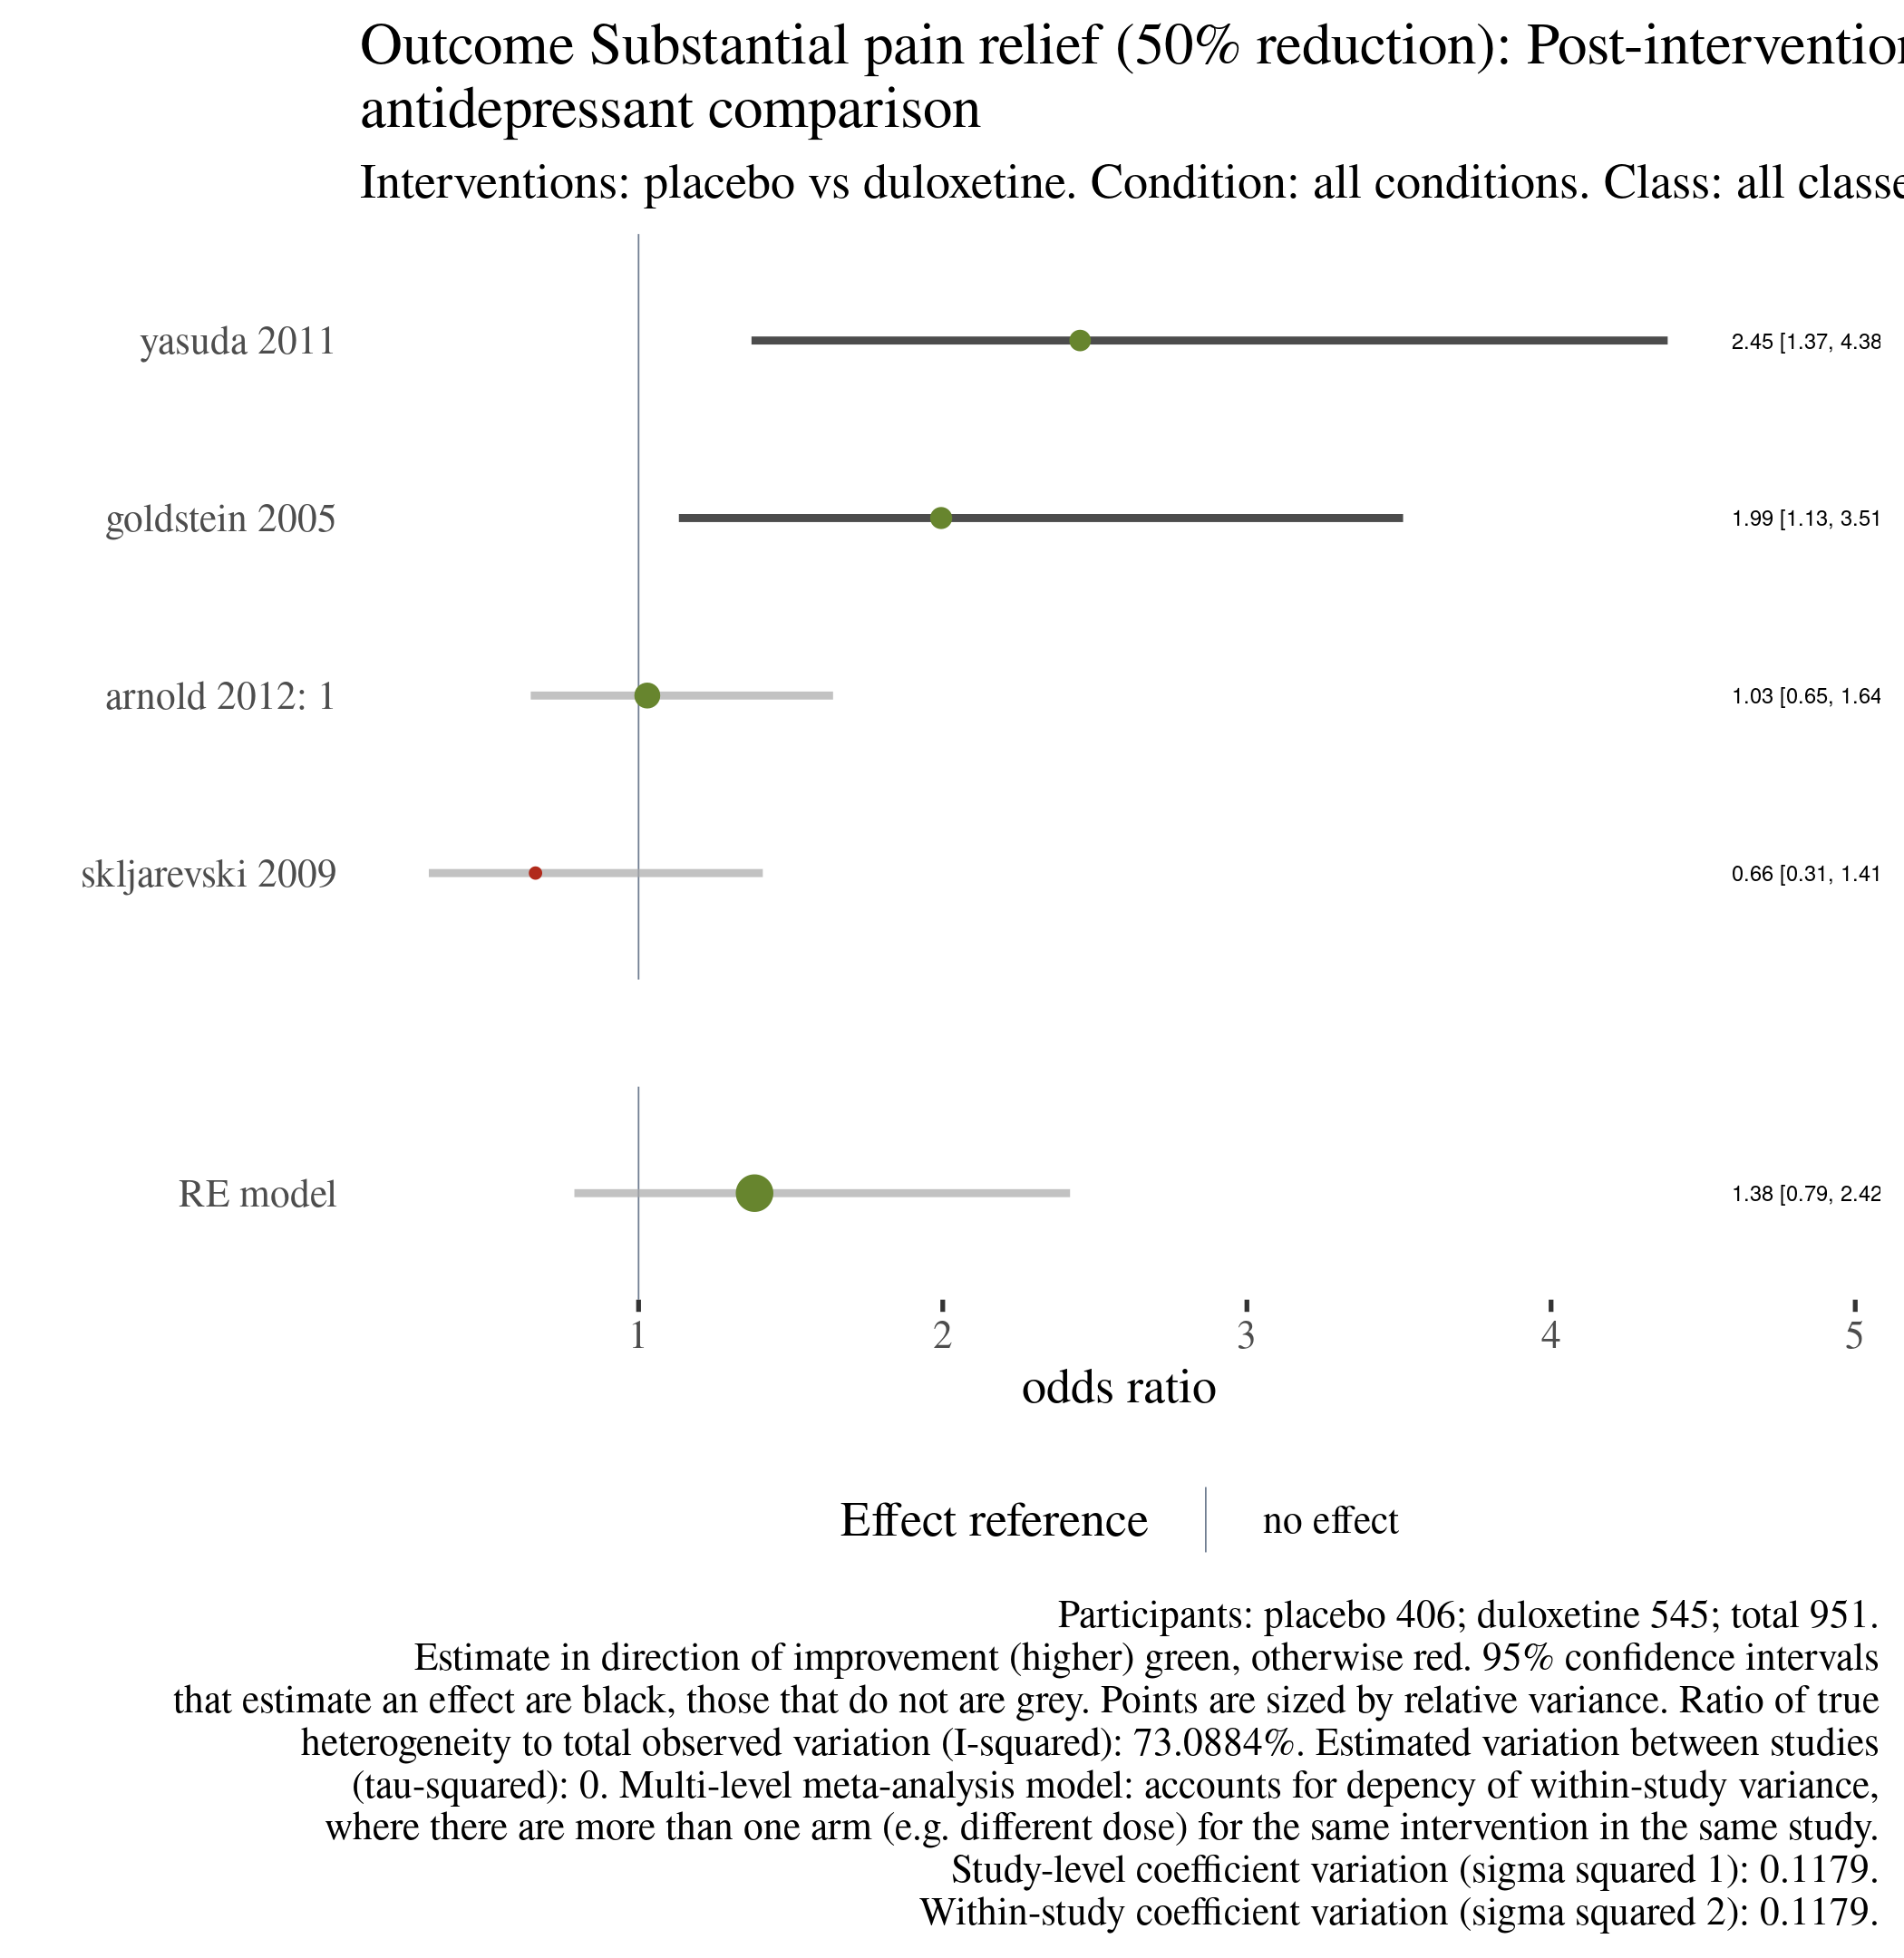 Outcome Substantial pain relief (50% reduction): Post-intervention
antidepressant comparison
Interventions: placebo vs duloxetine. Condition: all conditions. Class: all classe
yasuda 2011
2.45 [1.37, 4.38
goldstein 2005
1.99 [1.13, 3.51
arnold 2012: 1
1.03 [0.65, 1.64
skljarevski 2009
0.66 [0.31, 1.41
RE model
1.38 [0.79, 2.42
1 2 3 4 5
odds ratio
Effect reference no effect
Participants: placebo 406; duloxetine 545; total 951.
Estimate in direction of improvement (higher) green, otherwise red. 95% confidence intervals
that estimate an effect are black, those that do not are grey. Points are sized by relative variance. Ratio of true
heterogeneity to total observed variation (I-squared): 73.0884%. Estimated variation between studies
(tau-squared): 0. Multi-level meta-analysis model: accounts for depency of within-study variance,
where there are more than one arm (e.g. different dose) for the same intervention in the same study.
Study-level coefficient variation (sigma squared 1): 0.1179.
Within-study coefficient variation (sigma squared 2): 0.1179.